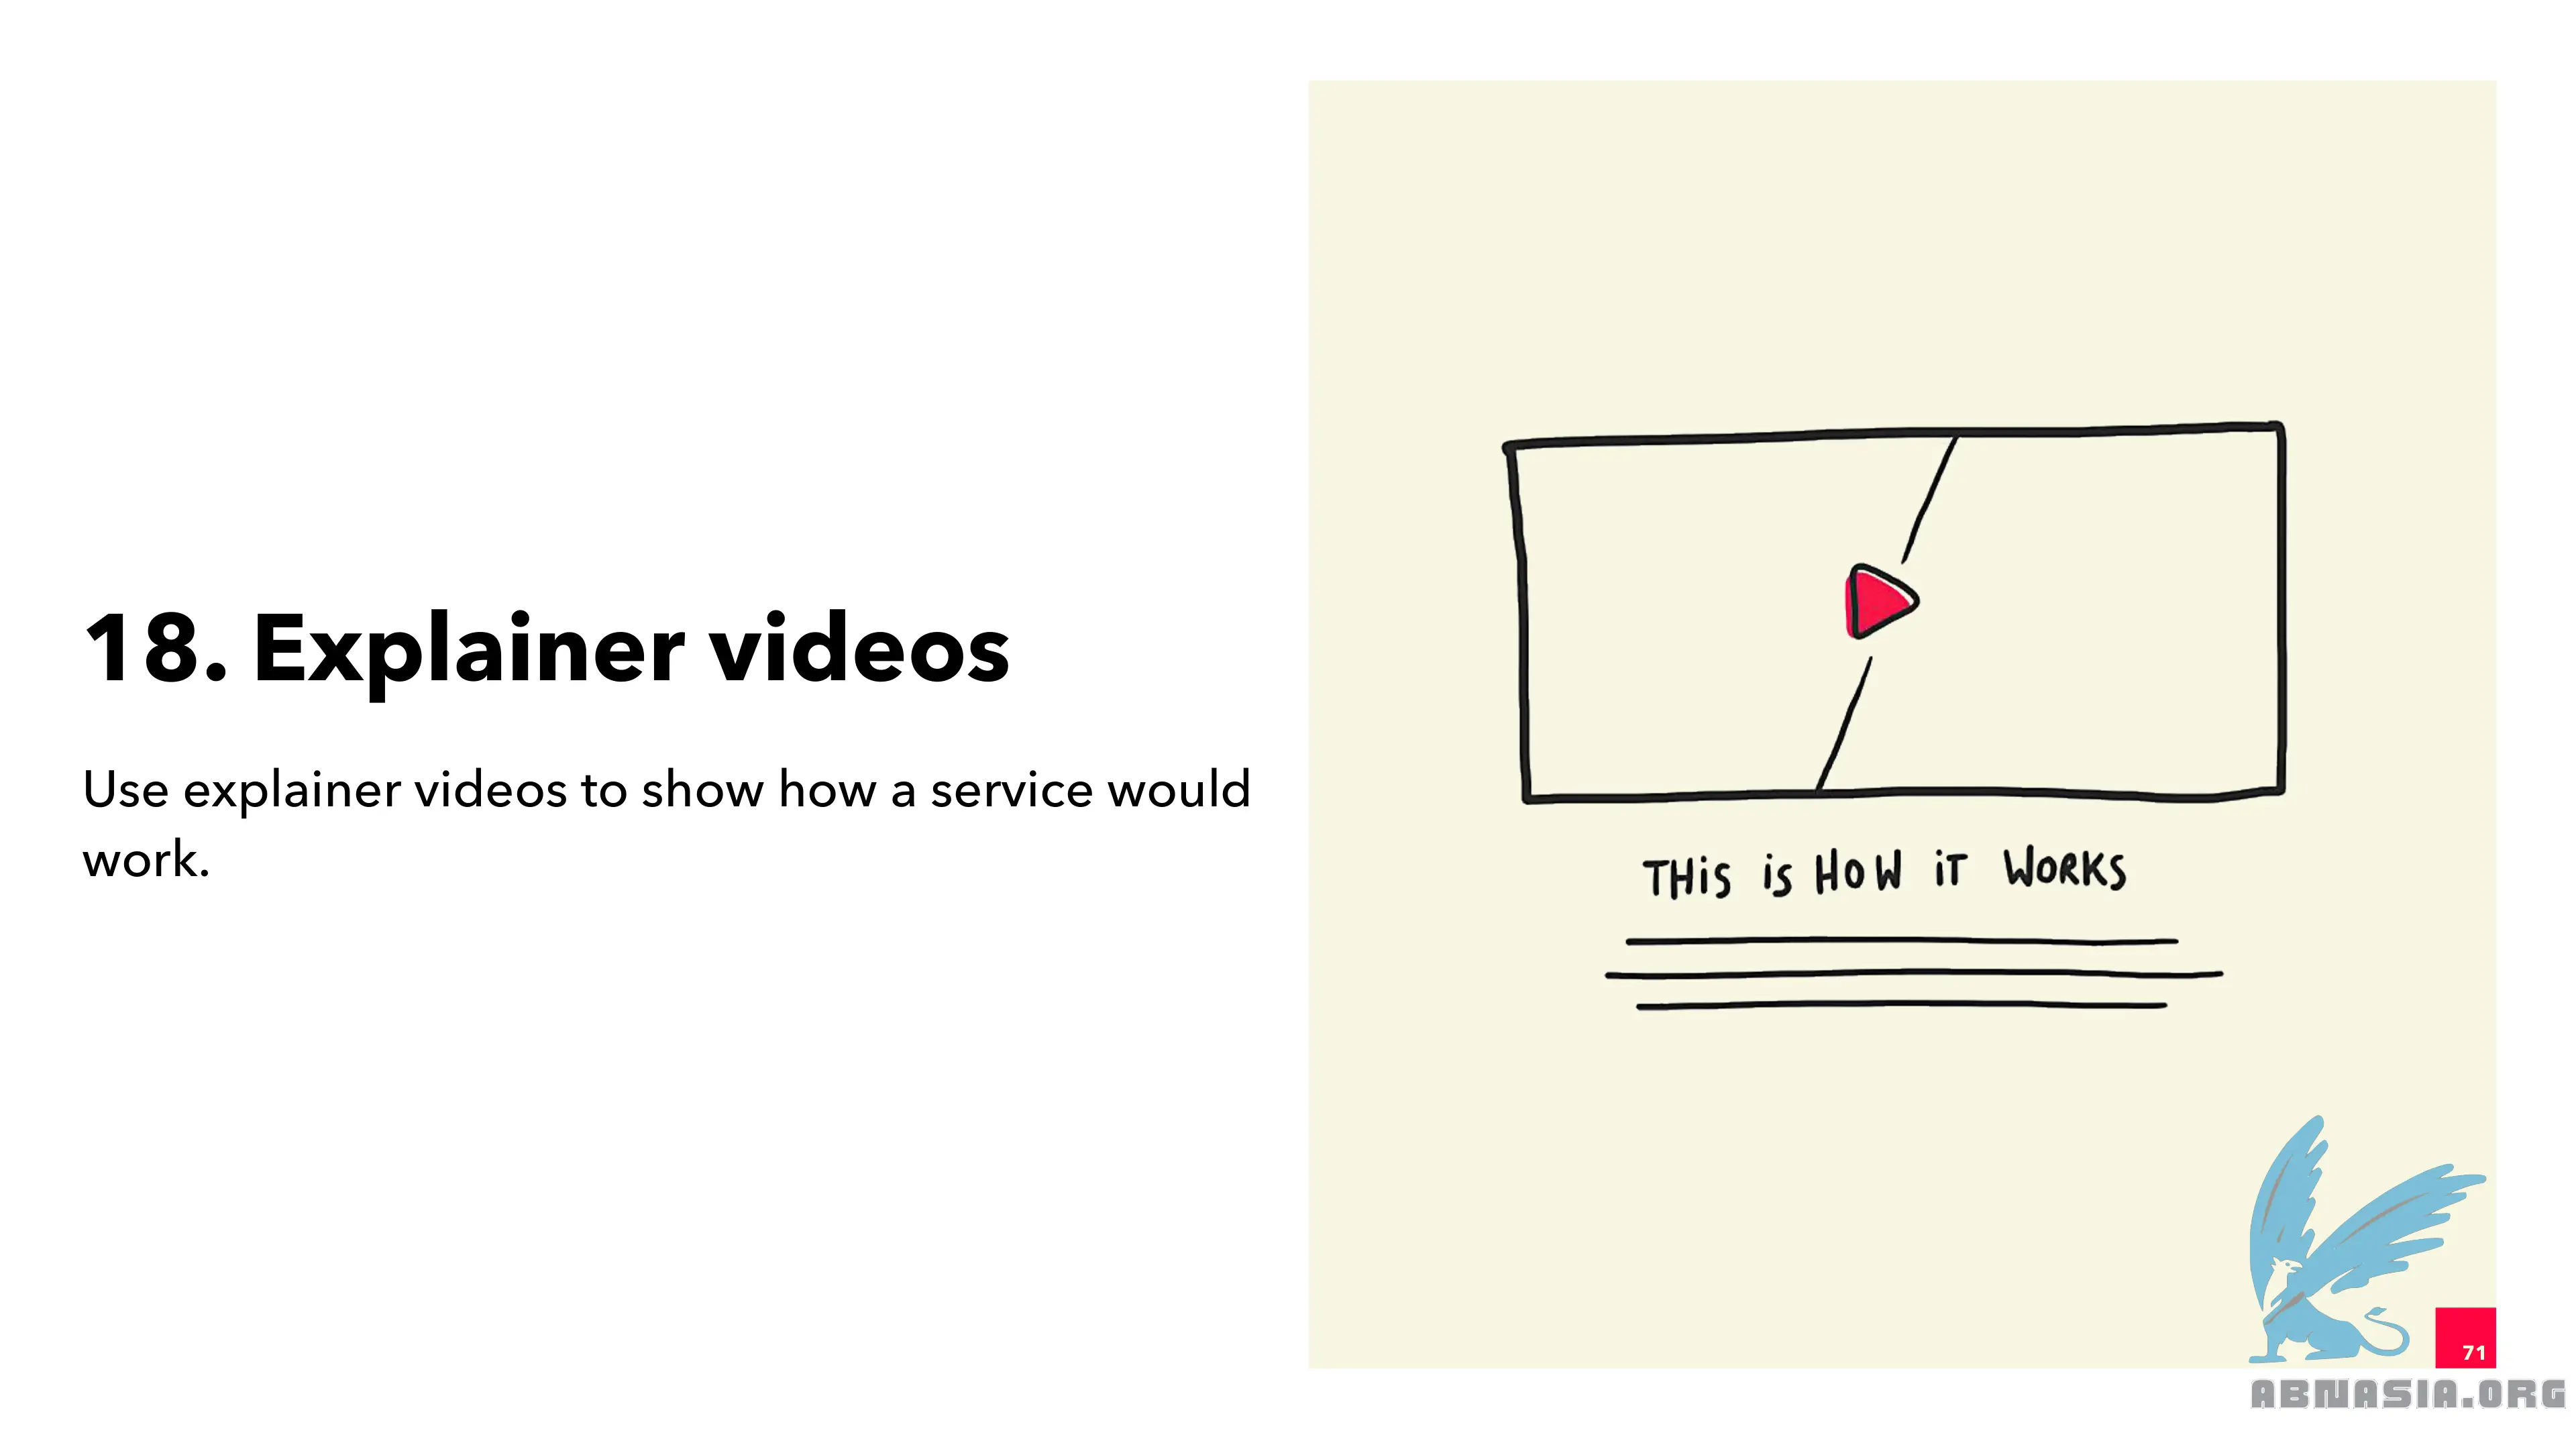 18. Explainer videos
Use explainer videos to show how a service would
work.
THiS iS HOW iT WORKS
71
ABNASIA.ORG